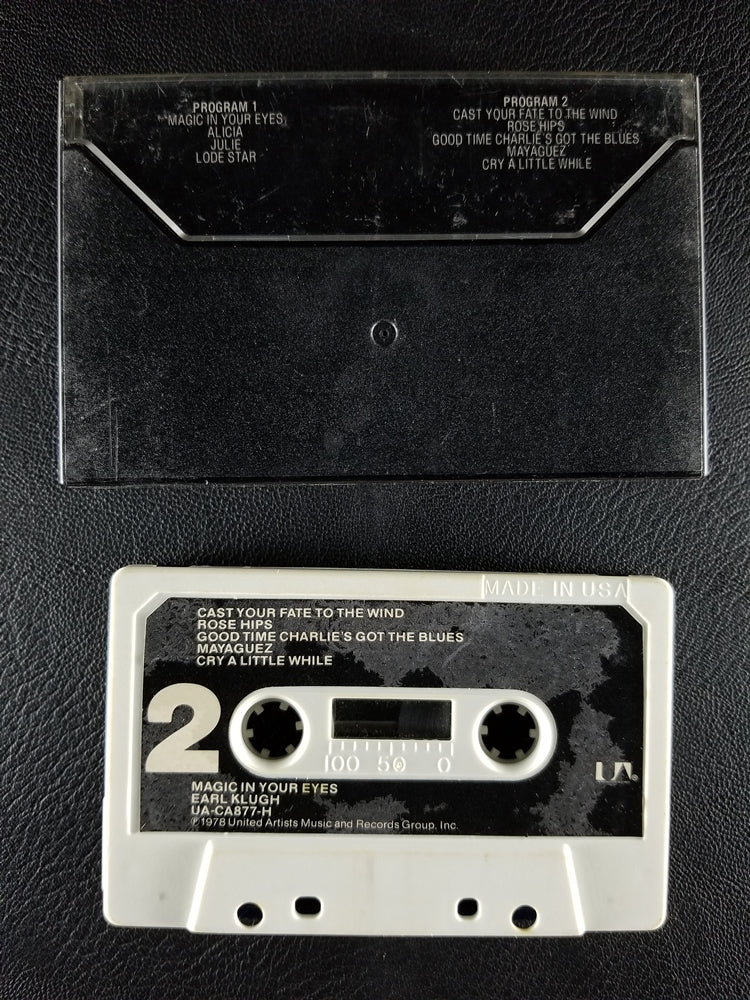 PROGRAM 1
MAGIC IN YOUR EYES
ALICIA
JULIE
LODE STAR
PROGRAM 2
CAST YOUR FATE TO THE WIND
ROSE HIPS
GOOD TIME CHARLIE'S GOT THE BLUES
MAYAGUEZ
CRY A LITTLE WHILE
MADE IN USA
CAST YOUR FATE TO THE WIND
ROSE HIPS
GOOD TIME CHARLIE'S GOT THE BLUES
MAYAGUEZ
CRY A LITTLE WHILE
2
100 50 0
UA®
MAGIC IN YOUR EYES
EARL KLUGH
UA-CA877-H
℗1978 United Artists Music and Records Group, Inc.